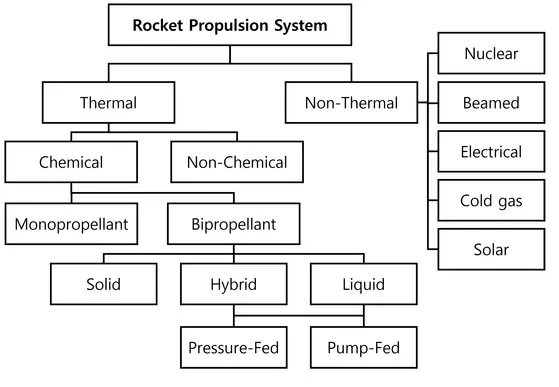 Rocket Propulsion System
Thermal
Non-Thermal
Nuclear
Beamed
Electrical
Cold gas
Solar
Chemical
Non-Chemical
Monopropellant
Bipropellant
Solid
Hybrid
Liquid
Pressure-Fed
Pump-Fed